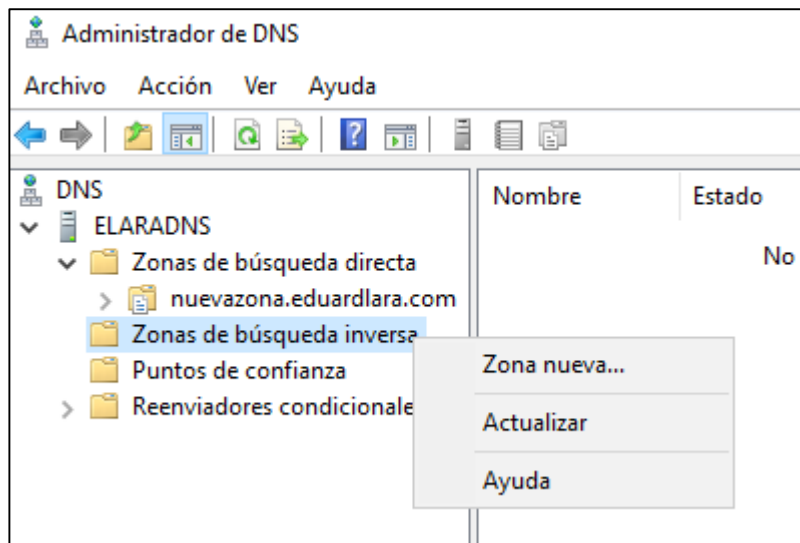 Administrador de DNS
Archivo Acción Ver Ayuda
DNS
ELARADNS
Zonas de búsqueda directa
nuevazona.eduardlara.com
Zonas de búsqueda inversa
Puntos de confianza
Reenviadores condicionale
Nombre Estado
No
Zona nueva...
Actualizar
Ayuda